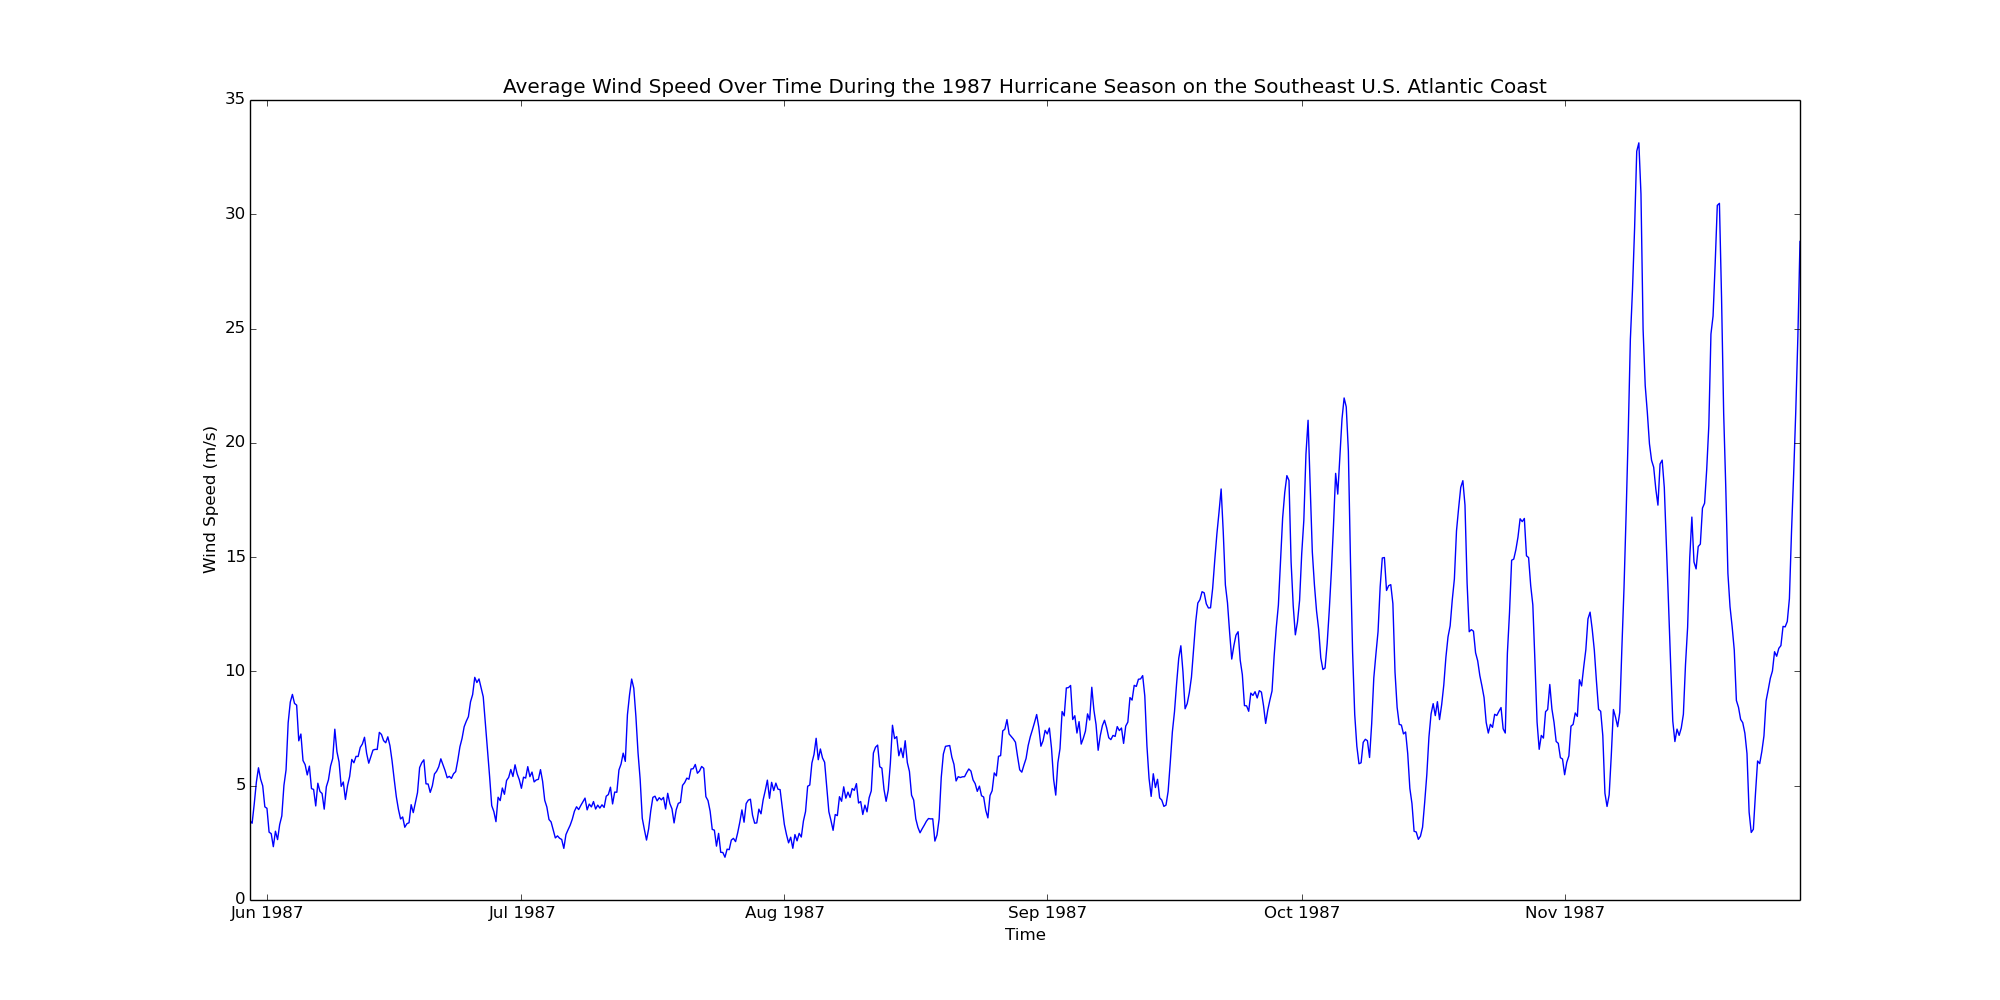 Average Wind Speed Over Time During the 1987 Hurricane Season on the Southeast U.S. Atlantic Coast
35
30
25
20
15
10
5
0
Wind Speed (m/s)
Jun 1987 Jul 1987 Aug 1987 Sep 1987 Oct 1987 Nov 1987
Time